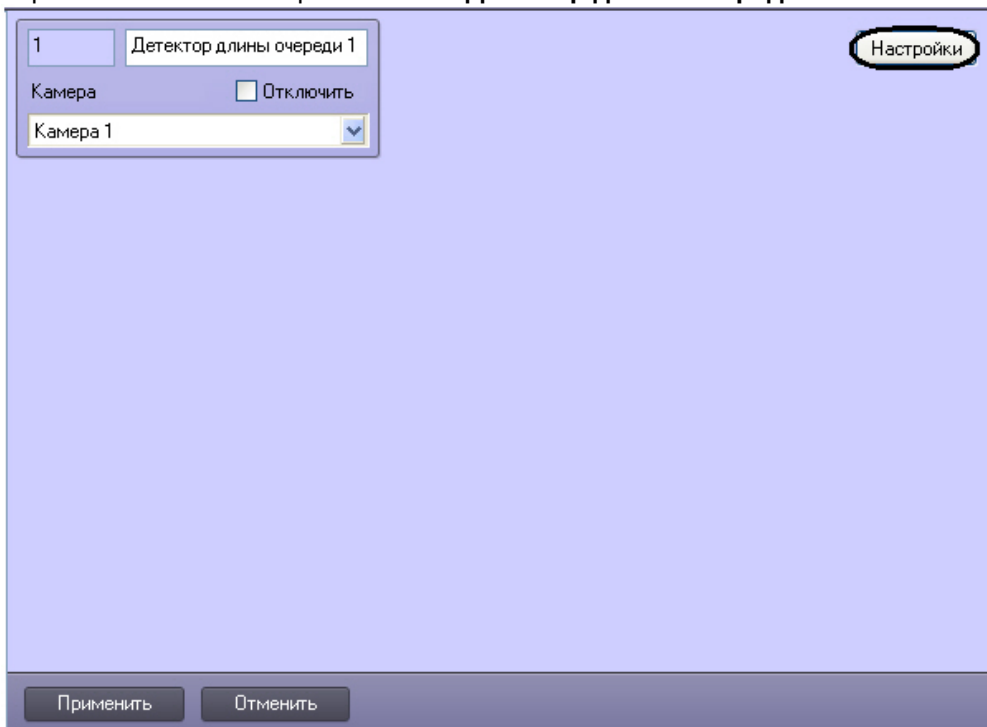 1
Детектор длины очереди 1
Настройки
Камера
Отключить
Камера 1
Применить
Отменить